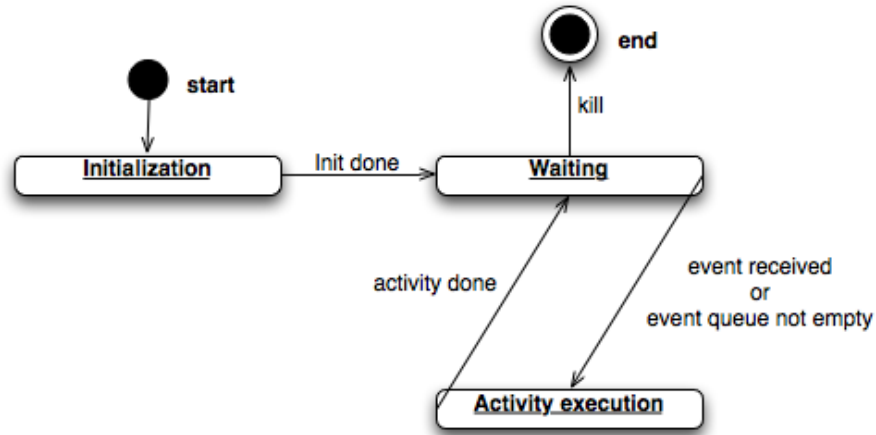 end
start
kill
Initialization
Init done
Waiting
activity done
event received
or
event queue not empty
Activity execution